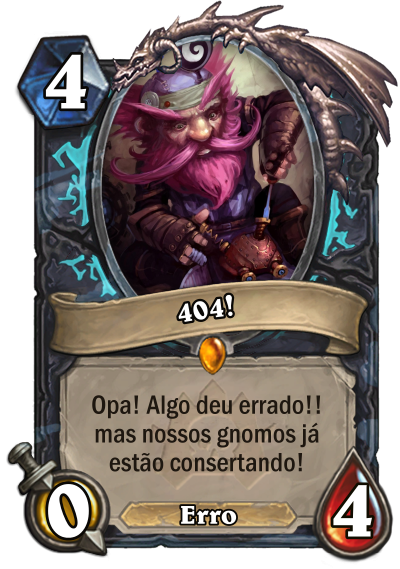 4
404!
Opa! Algo deu errado!!
mas nossos gnomos já
estão consertando!
0
Erro
4